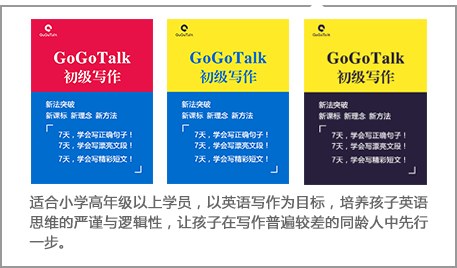 GoGoTalk
GoGoTalk
初级写作
新法突破
新课标 新理念 新方法
7天，学会写正确句子！
7天，学会写漂亮文段！
7天，学会写精彩短文！
GoGoTalk
GoGoTalk
初级写作
新法突破
新课标 新理念 新方法
7天，学会写正确句子！
7天，学会写漂亮文段！
7天，学会写精彩短文！
GoGoTalk
GoGoTalk
初级写作
新法突破
新课标 新理念 新方法
7天，学会写正确句子！
7天，学会写漂亮文段！
7天，学会写精彩短文！
适合小学高年级以上学员，以英语写作为目标，培养孩子英语
思维的严谨与逻辑性，让孩子在写作普遍较差的同龄人中先行
一步。